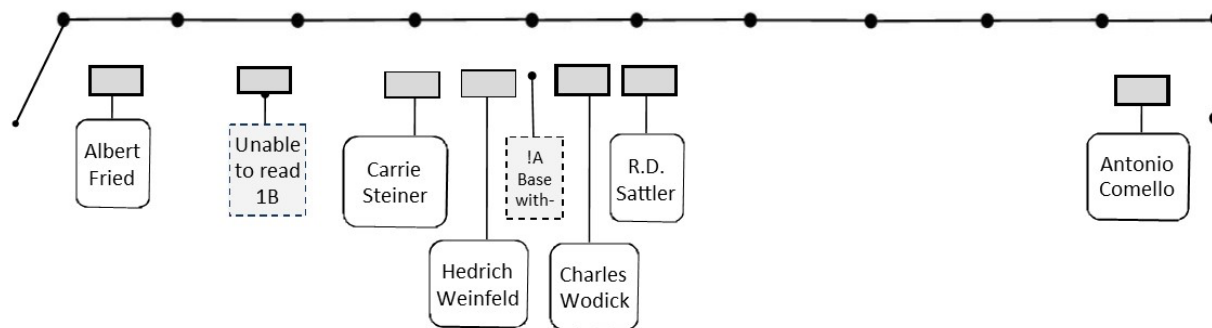 Albert
Fried
Unable
to read
1B
Carrie
Steiner
Hedrich
Weinfeld
!A
Base
with-
Charles
Wodick
R.D.
Sattler
Antonio
Comello